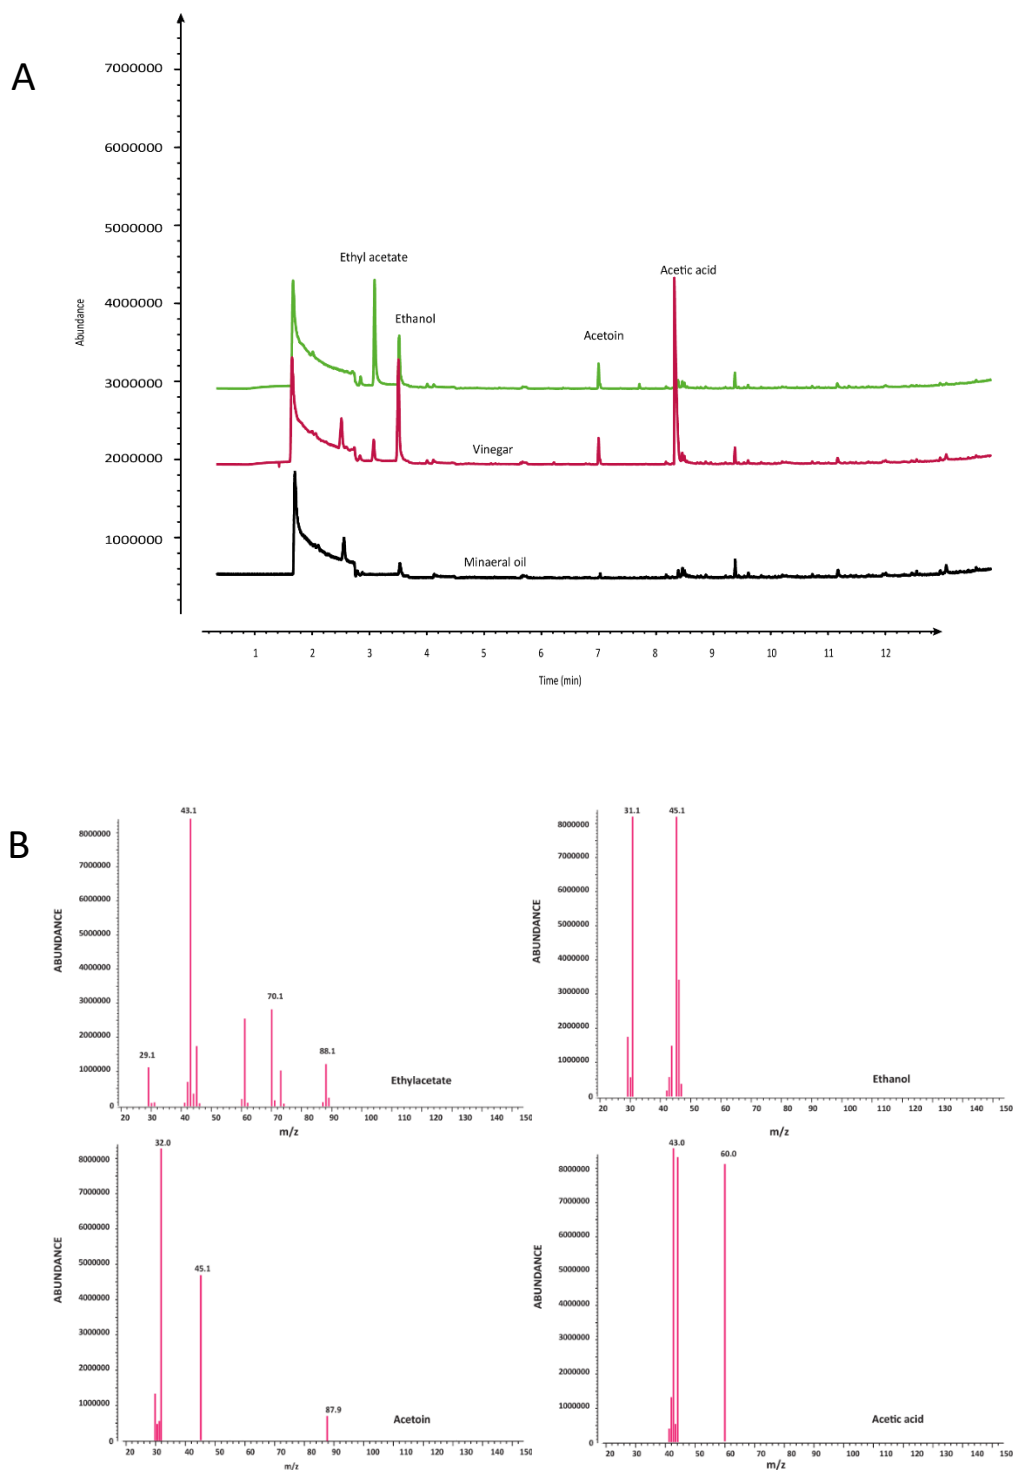 A
7000000
6000000
5000000
4000000
3000000
2000000
1000000
Abundance
Ethyl acetate
Ethanol
Acetoin
Acetic acid
Vinegar
Minaeral oil
1 2 3 4 5 6 7 8 9 10 11 12
Time (min)
B
43.1
70.1
29.1
88.1
8000000
7000000
6000000
5000000
4000000
3000000
2000000
1000000
0
ABUNDANCE
Ethylacetate
20 30 40 50 60 70 80 90 100 110 120 130 140 150
m/z
31.1 45.1
8000000
7000000
6000000
5000000
4000000
3000000
2000000
1000000
0
ABUNDANCE
Ethanol
20 30 40 50 60 70 80 90 100 110 120 130 140 150
m/z
32.0
45.1
87.9
8000000
7000000
6000000
5000000
4000000
3000000
2000000
1000000
0
ABUNDANCE
Acetoin
20 30 40 50 60 70 80 90 100 110 120 130 140 150
m/z
43.0
60.0
8000000
7000000
6000000
5000000
4000000
3000000
2000000
1000000
0
ABUNDANCE
Acetic acid
20 30 40 50 60 70 80 90 100 110 120 130 140 150
m/z